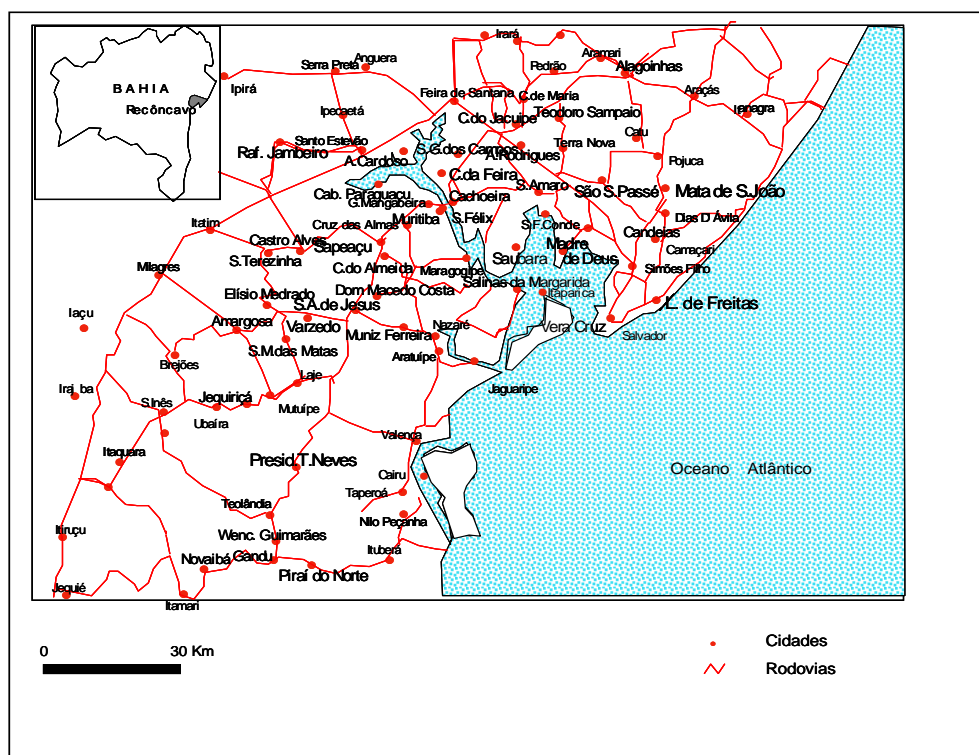 BAHIA
Recôncavo
Irará
Aramari
Serra Preta
Anguera
Pedrão
Alagoinhas
Ipirá
Feira de Santana
C.de Maria
Araçás
Ipecaetá
C.do Jacuipe
Teodoro Sampaio
Catu
Santo Estevão
Raf. Jambeiro
A.Cardoso
S.G.dos Campos
A.Rodrigues
Terra Nova
Pojuca
C.da Feira
Cab. Paraguaçu
S.Amaro
São S.Passé
Mata de S.João
G.Mangabeira
Cachoeira
Muritiba
S.Félix
Dias D Ávila
Itatim
Cruz das Almas
S.F.Conde
Candeias
Castro Alves
Sapeaçu
Madre
de Deus
Camaçari
S.Terezinha
C.do Almeida
Saubara
Milagres
Maragogipe
Simões Filho
Salinas da Margarida
Elísio Medrado
Dom Macedo Costa
Itaparica
S.A.de Jesus
L. de Freitas
Iaçu
Amargosa
Varzedo
Muniz Ferreira
Nazaré
Vera Cruz
Salvador
S.M.das Matas
Aratuípe
Brejões
Laje
Jaguaripe
Iraj ba
S.Inês
Jequiriçá
Mutuípe
Ubaíra
Valença
Itaquara
Presid.T.Neves
Cairu
Oceano Atlântico
Taperoá
Teolândia
Nilo Peçanha
Itiruçu
Wenc. Guimarães
Ituberá
Novaibá
Gandu
Piraí do Norte
Jequié
Itamari
0 30 Km
Cidades
Rodovias